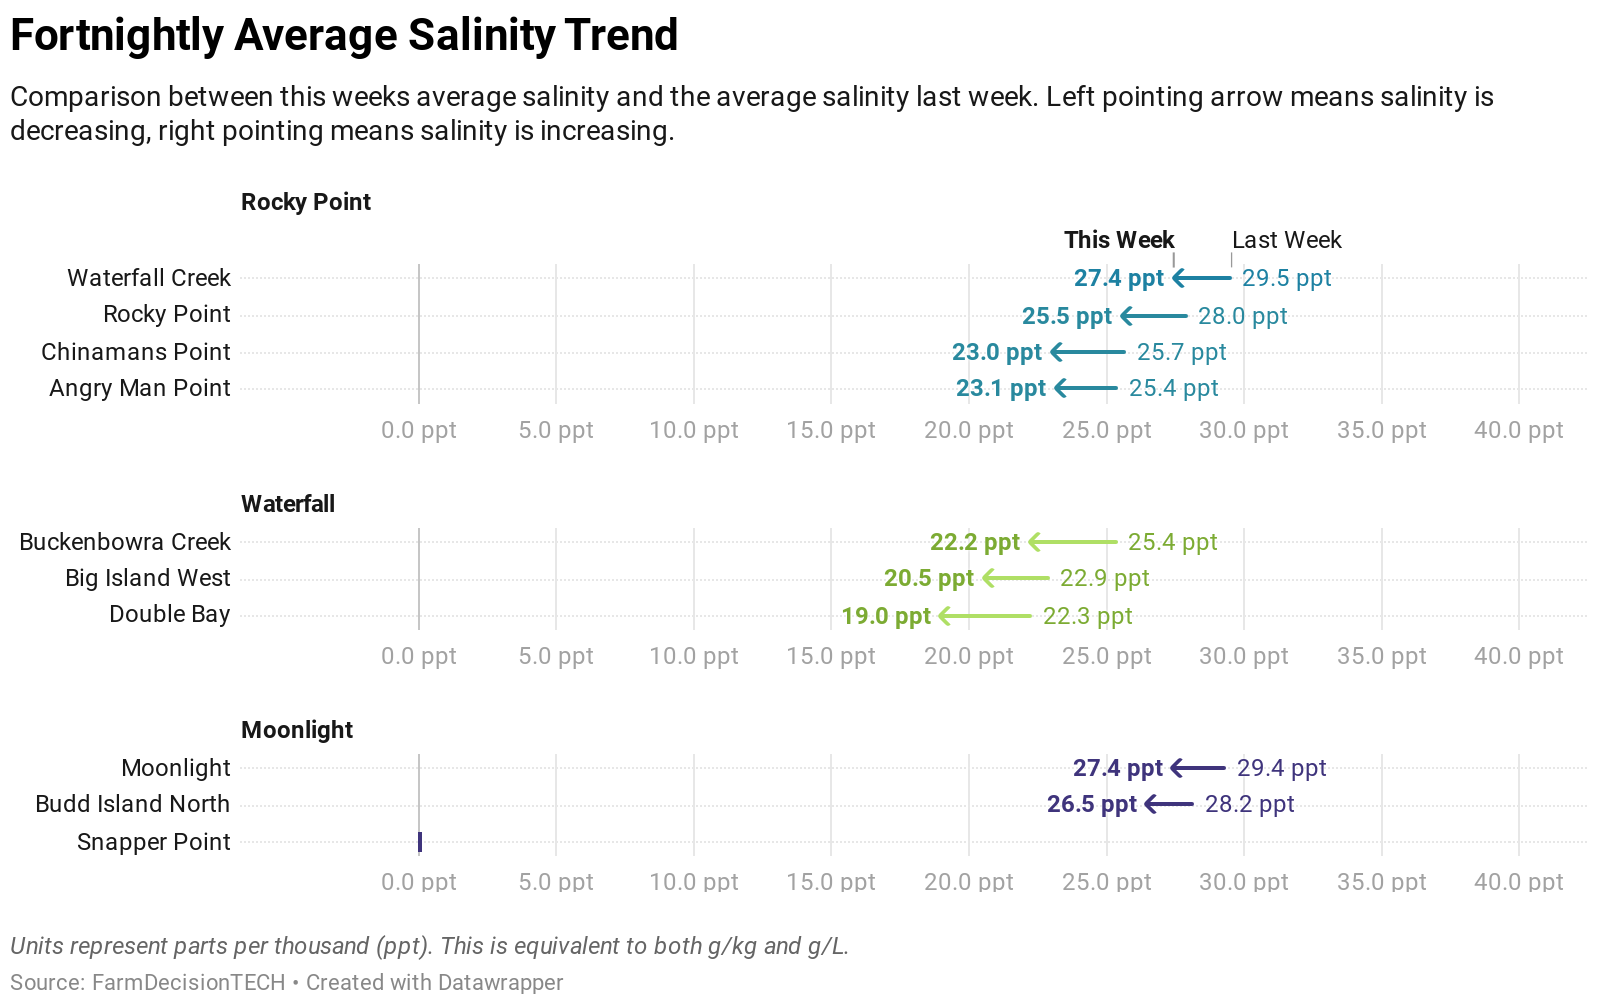 Fortnightly Average Salinity Trend
Comparison between this weeks average salinity and the average salinity last week. Left pointing arrow means salinity is
decreasing, right pointing means salinity is increasing.
Rocky Point
This Week Last Week
Waterfall Creek 27.4 ppt 29.5 ppt
Rocky Point 25.5 ppt 28.0 ppt
Chinamans Point 23.0 ppt 25.7 ppt
Angry Man Point 23.1 ppt 25.4 ppt
0.0 ppt 5.0 ppt 10.0 ppt 15.0 ppt 20.0 ppt 25.0 ppt 30.0 ppt 35.0 ppt 40.0 ppt
Waterfall
Buckenbowra Creek 22.2 ppt 25.4 ppt
Big Island West 20.5 ppt 22.9 ppt
Double Bay 19.0 ppt 22.3 ppt
0.0 ppt 5.0 ppt 10.0 ppt 15.0 ppt 20.0 ppt 25.0 ppt 30.0 ppt 35.0 ppt 40.0 ppt
Moonlight
Moonlight 27.4 ppt 29.4 ppt
Budd Island North 26.5 ppt 28.2 ppt
Snapper Point
0.0 ppt 5.0 ppt 10.0 ppt 15.0 ppt 20.0 ppt 25.0 ppt 30.0 ppt 35.0 ppt 40.0 ppt
Units represent parts per thousand (ppt). This is equivalent to both g/kg and g/L.
Source: FarmDecisionTECH • Created with Datawrapper